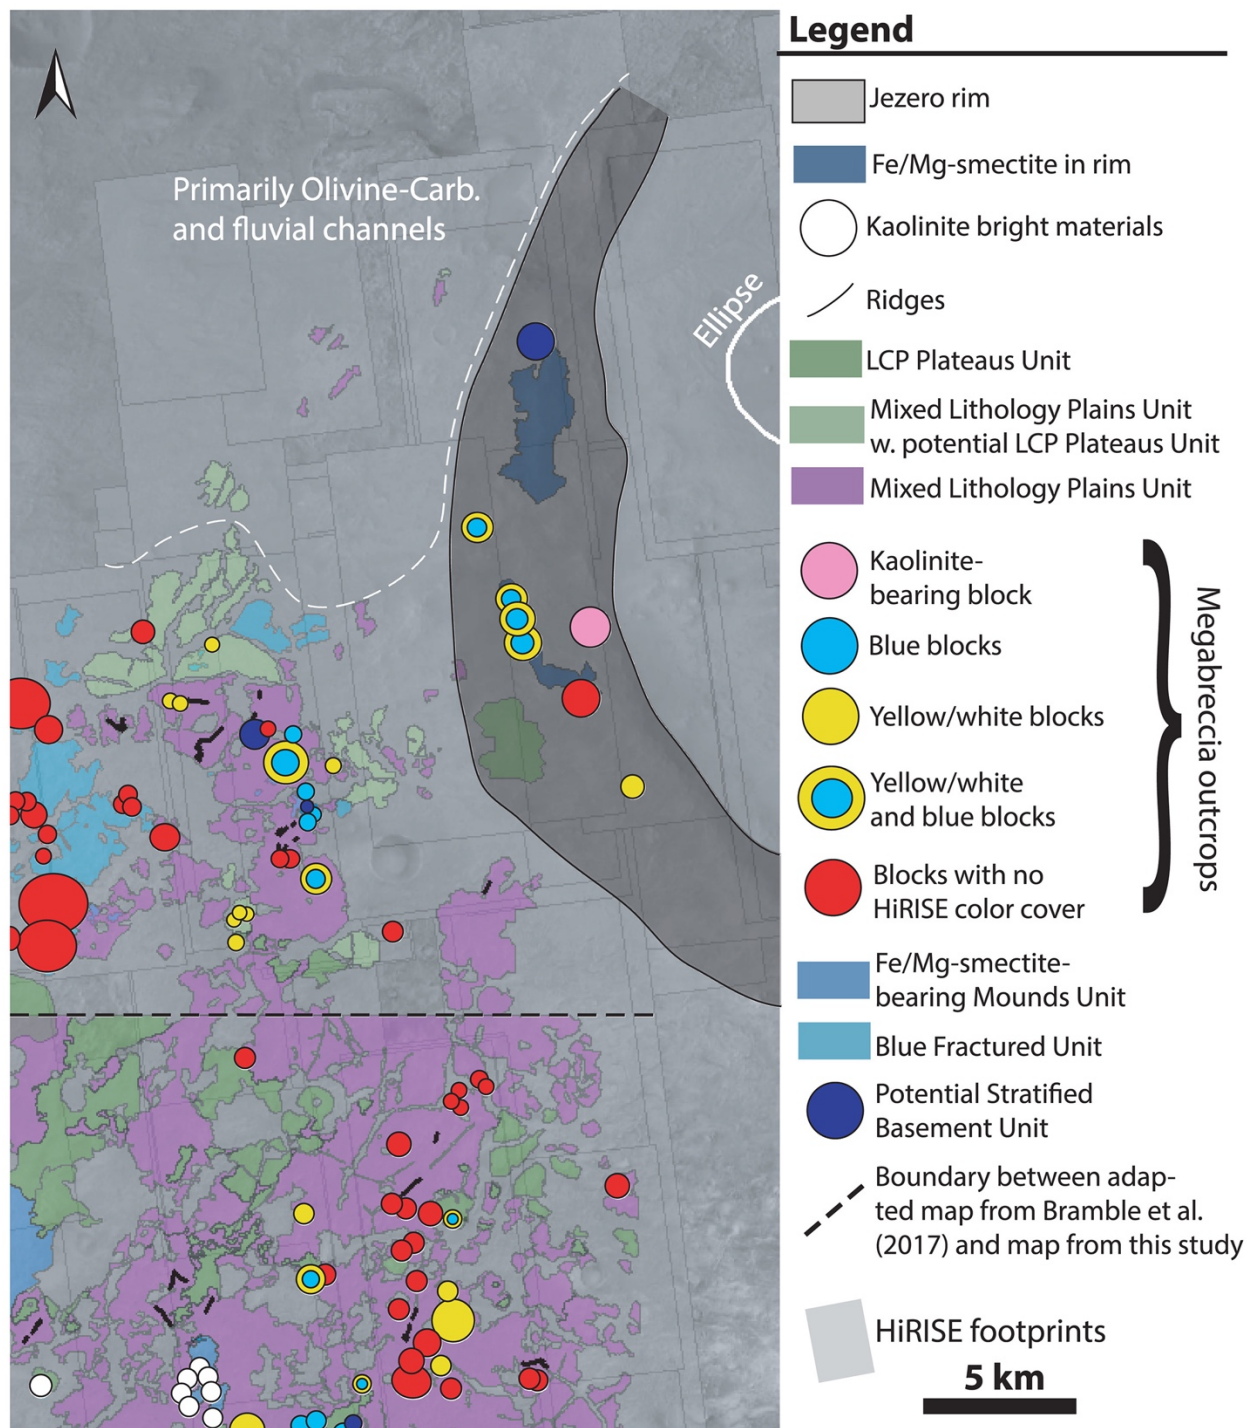 Primarily Olivine-Carb.
and fluvial channels
Ellipse
Legend
Jezero rim
Fe/Mg-smectite in rim
Kaolinite bright materials
Ridges
LCP Plateaus Unit
Mixed Lithology Plains Unit
w. potential LCP Plateaus Unit
Mixed Lithology Plains Unit
Kaolinite-
bearing block
Blue blocks
Yellow/white blocks
Yellow/white
and blue blocks
Blocks with no
HiRISE color cover
Megabreccia outcrops
Fe/Mg-smectite-
bearing Mounds Unit
Blue Fractured Unit
Potential Stratified
Basement Unit
Boundary between adap-
ted map from Bramble et al.
(2017) and map from this study
HiRISE footprints
5 km